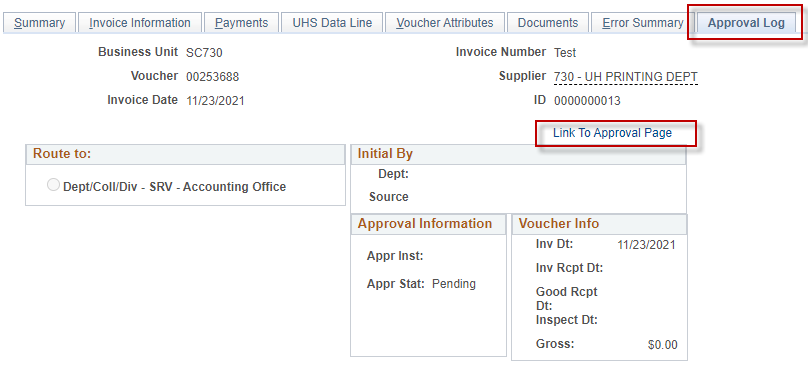 Summary Invoice Information Payments UHS Data Line Voucher Attributes Documents Error Summary Approval Log
Business Unit SC730 Invoice Number Test
Voucher 00253688 Supplier 730 - UH PRINTING DEPT
Invoice Date 11/23/2021 ID 0000000013
Link To Approval Page
Route to:
Dept/Coll/Div - SRV - Accounting Office
Initial By
Dept:
Source
Approval Information
Appr Inst:
Appr Stat: Pending
Voucher Info
Inv Dt: 11/23/2021
Inv Rcpt Dt:
Good Rcpt
Dt:
Inspect Dt:
Gross: $0.00